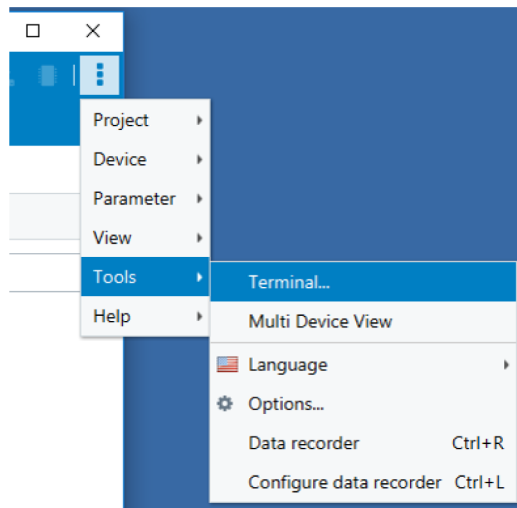 Project
Device
Parameter
View
Tools
Help
Terminal...
Multi Device View
Language
Options...
Data recorder Ctrl+R
Configure data recorder Ctrl+L